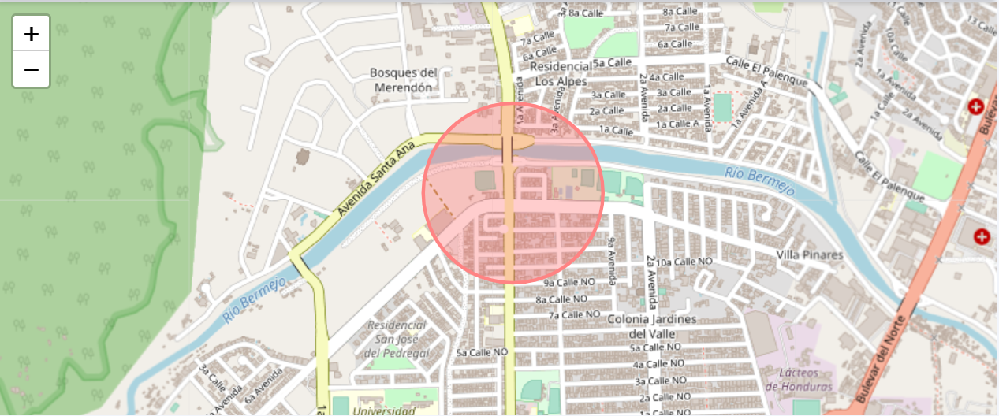 +
−
8a Calle
8a Calle
7a Calle
7a Calle
6a Calle
6a Calle
5a Calle
Residencial
Los Alpes
Bosques del
Merendón
4a Calle
3a Calle
3a Calle
2a Calle
2a Calle
1a Calle
1a Calle A
3a Avenida
2a Avenida
1a Avenida
1a Avenida A
Calle El Palenque
Calle El Palenque
2a Avenida
10a Calle
1a Avenida
1a Calle
2a Avenida
13 Calle
Avenida Santa Ana
Río Bermejo
Río Bermejo
Villa Pinares
9a Avenida
2a Avenida
10a Calle NO
9a Calle NO
8a Calle NO
7a Calle NO
Colonia Jardines
del Valle
5a Calle NO
5a Calle NO
4a Calle NO
3a Calle NO
2a Calle NO
1a Calle NO
Residencial
San José
del Pedregal
3a Calle
6a Avenida
Universidad
Lácteos
de Honduras
Bulevar del Norte